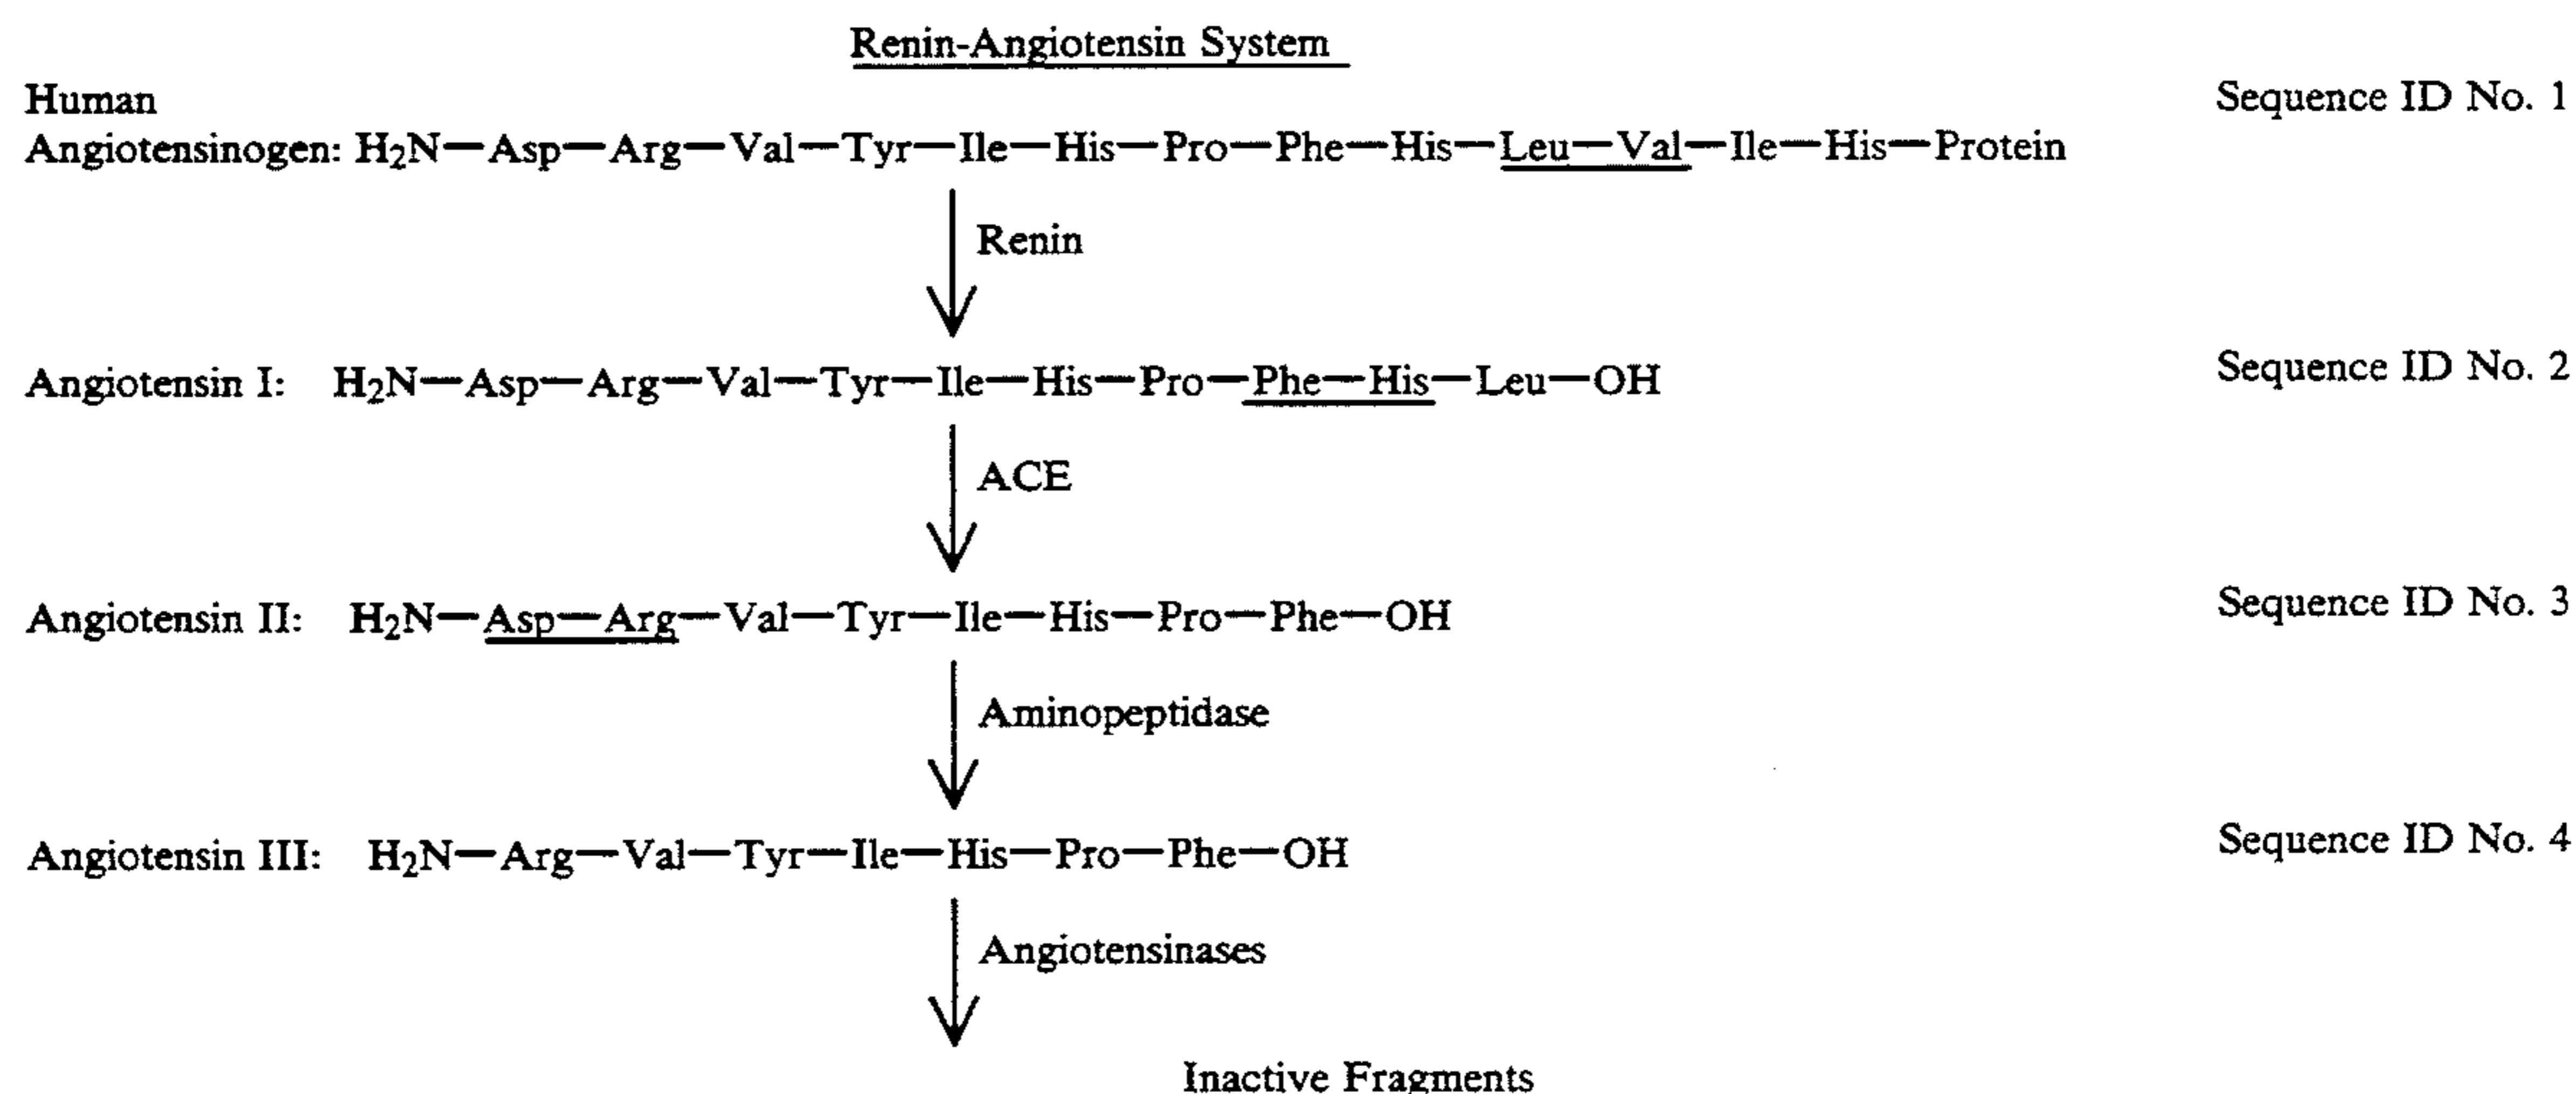 Renin-Angiotensin System
Human Sequence ID No. 1
Angiotensinogen: H₂N—Asp—Arg—Val—Tyr—Ile—His—Pro—Phe—His—Leu—Val—Ile—His—Protein
Renin
Angiotensin I: H₂N—Asp—Arg—Val—Tyr—Ile—His—Pro—Phe—His—Leu—OH Sequence ID No. 2
ACE
Angiotensin II: H₂N—Asp—Arg—Val—Tyr—Ile—His—Pro—Phe—OH Sequence ID No. 3
Aminopeptidase
Angiotensin III: H₂N—Arg—Val—Tyr—Ile—His—Pro—Phe—OH Sequence ID No. 4
Angiotensinases
Inactive Fragments